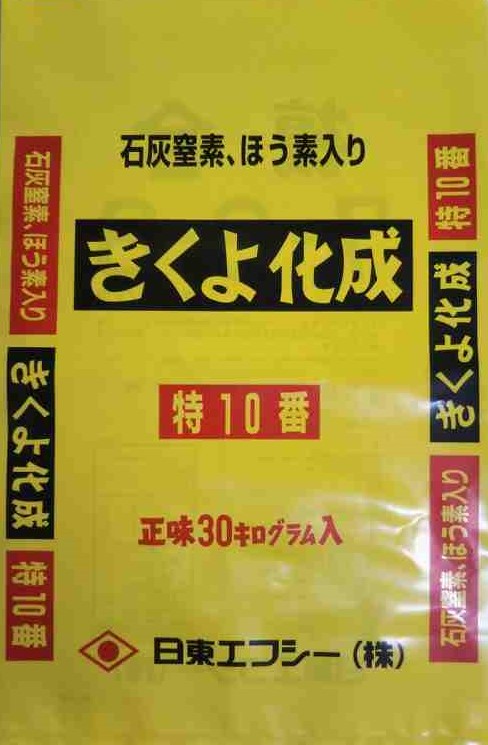 石灰窒素、ほう素入り
きくよ化成
特10番
正味30キログラム入
日東エフシー(株)
石灰窒素、ほう素入り
きくよ化成
特10番
特10番
きくよ化成
石灰窒素、ほう素入り